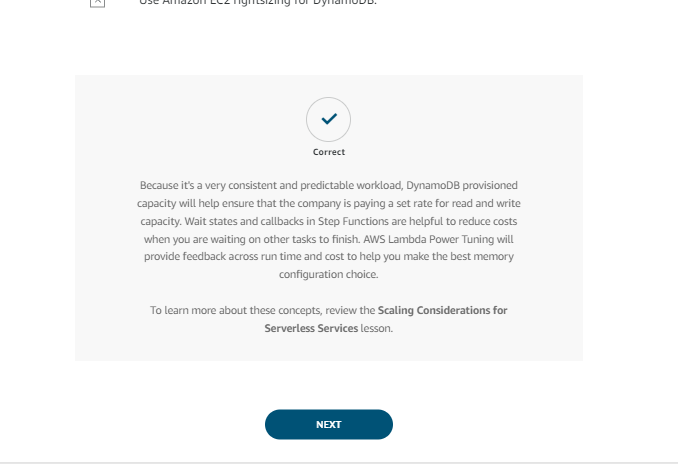 Use Amazon EC2 rightsizing for DynamoDB.
Correct
Because it's a very consistent and predictable workload, DynamoDB provisioned
capacity will help ensure that the company is paying a set rate for read and write
capacity. Wait states and callbacks in Step Functions are helpful to reduce costs
when you are waiting on other tasks to finish. AWS Lambda Power Tuning will
provide feedback across run time and cost to help you make the best memory
configuration choice.
To learn more about these concepts, review the Scaling Considerations for
Serverless Services lesson.
NEXT